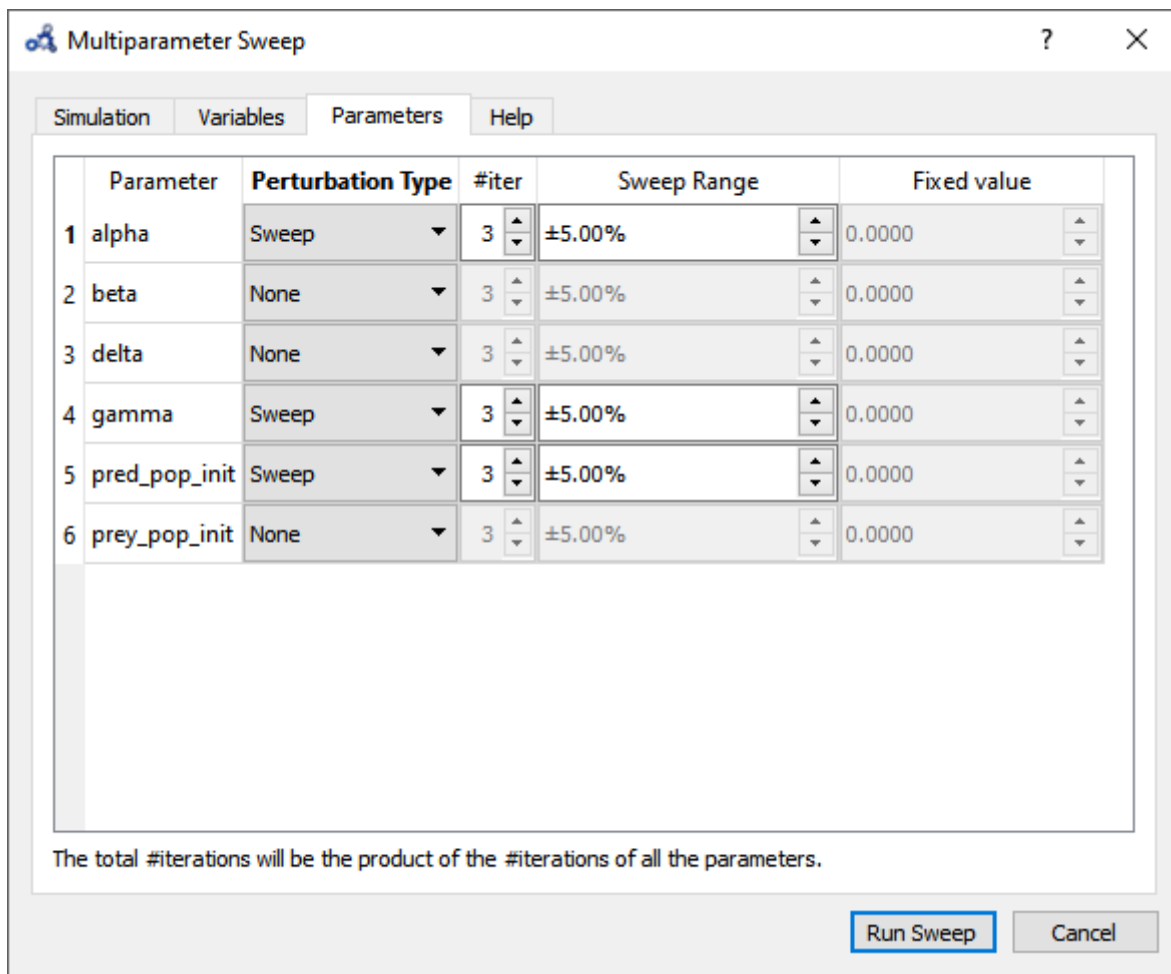 Multiparameter Sweep ?
Simulation Variables Parameters Help
Parameter Perturbation Type #iter Sweep Range Fixed value
1 alpha Sweep 3 ±5.00% 0.0000
2 beta None 3 ±5.00% 0.0000
3 delta None 3 ±5.00% 0.0000
4 gamma Sweep 3 ±5.00% 0.0000
5 pred_pop_init Sweep 3 ±5.00% 0.0000
6 prey_pop_init None 3 ±5.00% 0.0000
The total #iterations will be the product of the #iterations of all the parameters.
Run Sweep Cancel